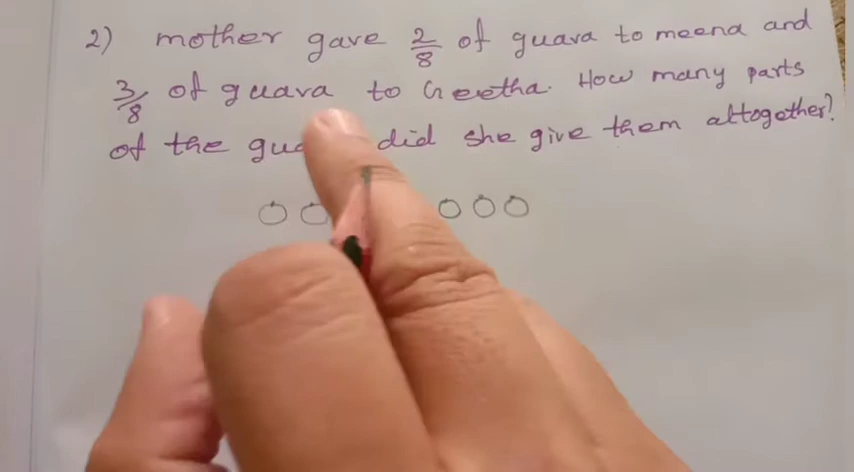 2) mother gave 2/8 of guava to meena and
3/8 of guava to Geetha. How many parts
of the did she give them altogether?